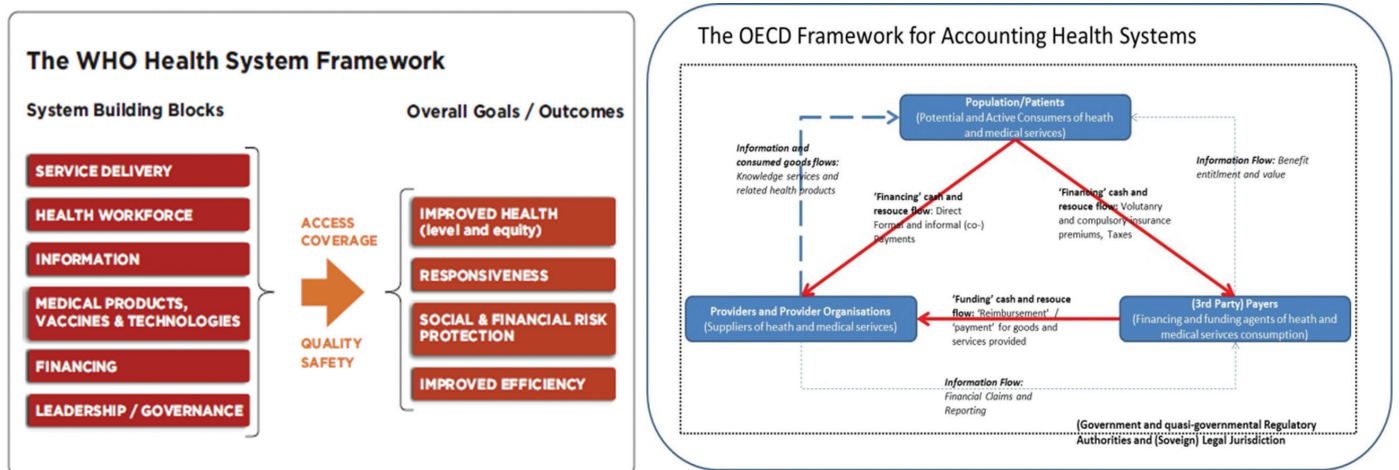 The WHO Health System Framework
System Building Blocks
Overall Goals / Outcomes
SERVICE DELIVERY
HEALTH WORKFORCE
INFORMATION
MEDICAL PRODUCTS,
VACCINES & TECHNOLOGIES
FINANCING
LEADERSHIP / GOVERNANCE
ACCESS
COVERAGE
QUALITY
SAFETY
IMPROVED HEALTH
(level and equity)
RESPONSIVENESS
SOCIAL & FINANCIAL RISK
PROTECTION
IMPROVED EFFICIENCY
The OECD Framework for Accounting Health Systems
Population/Patients
(Potential and Active Consumers of heath
and medical serivces)
Information and
consumed goods flows:
Knowledge services and
related health products
'Financing' cash and
resouce flow: Direct
Formal and informal (co-)
Payments
'Financing' cash and
resouce flow: Volutanry
and compulsory insurance
premiums, Taxes
Information Flow: Benefit
entitlment and value
Providers and Provider Organisations
(Suppliers of heath and medical serivces)
'Funding' cash and resouce
flow: 'Reimbursement' /
'payment' for goods and
services provided
(3rd Party) Payers
(Financing and funding agents of heath and
medical serivces consumption)
Information Flow:
Financial Claims and
Reporting
(Government and quasi-governmental Regulatory
Authorities and (Soveign) Legal Jurisdiction